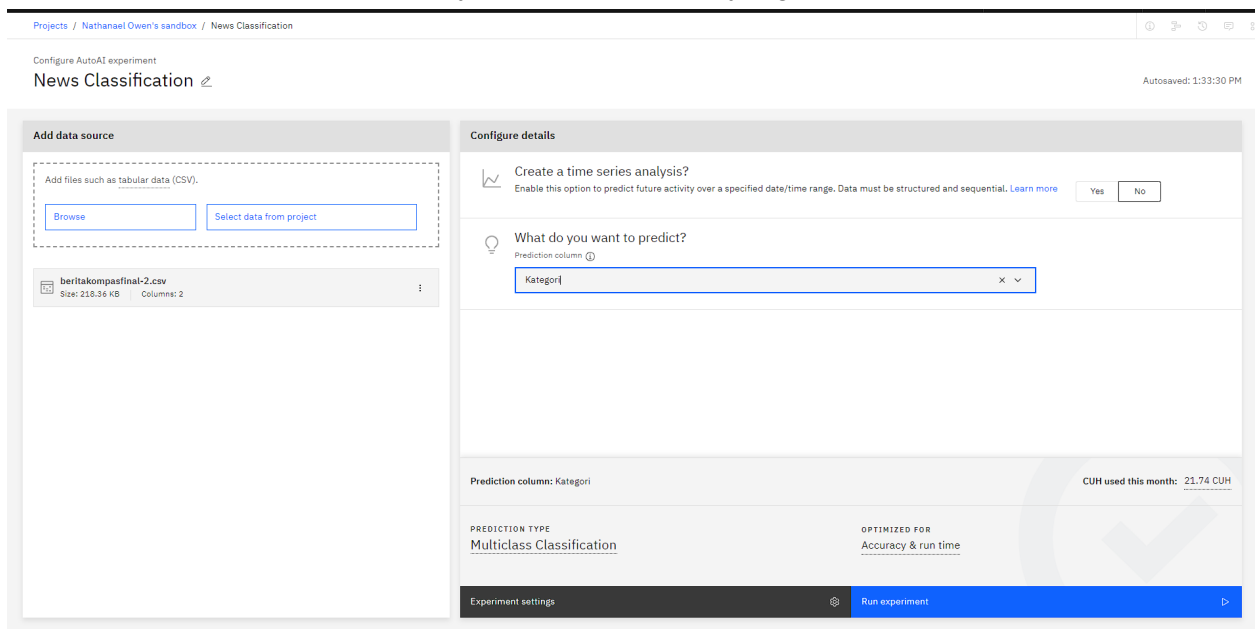 Projects / Nathanael Owen's sandbox / News Classification
Configure AutoAI experiment
News Classification
Autosaved: 1:33:30 PM
Add data source
Add files such as tabular data (CSV).
Browse
Select data from project
beritakompasfinal-2.csv
Size: 218.36 KB | Columns: 2
Configure details
Create a time series analysis?
Enable this option to predict future activity over a specified date/time range. Data must be structured and sequential. Learn more
Yes
No
What do you want to predict?
Prediction column
Kategori
Prediction column: Kategori
CUH used this month: 21.74 CUH
PREDICTION TYPE
Multiclass Classification
OPTIMIZED FOR
Accuracy & run time
Experiment settings
Run experiment